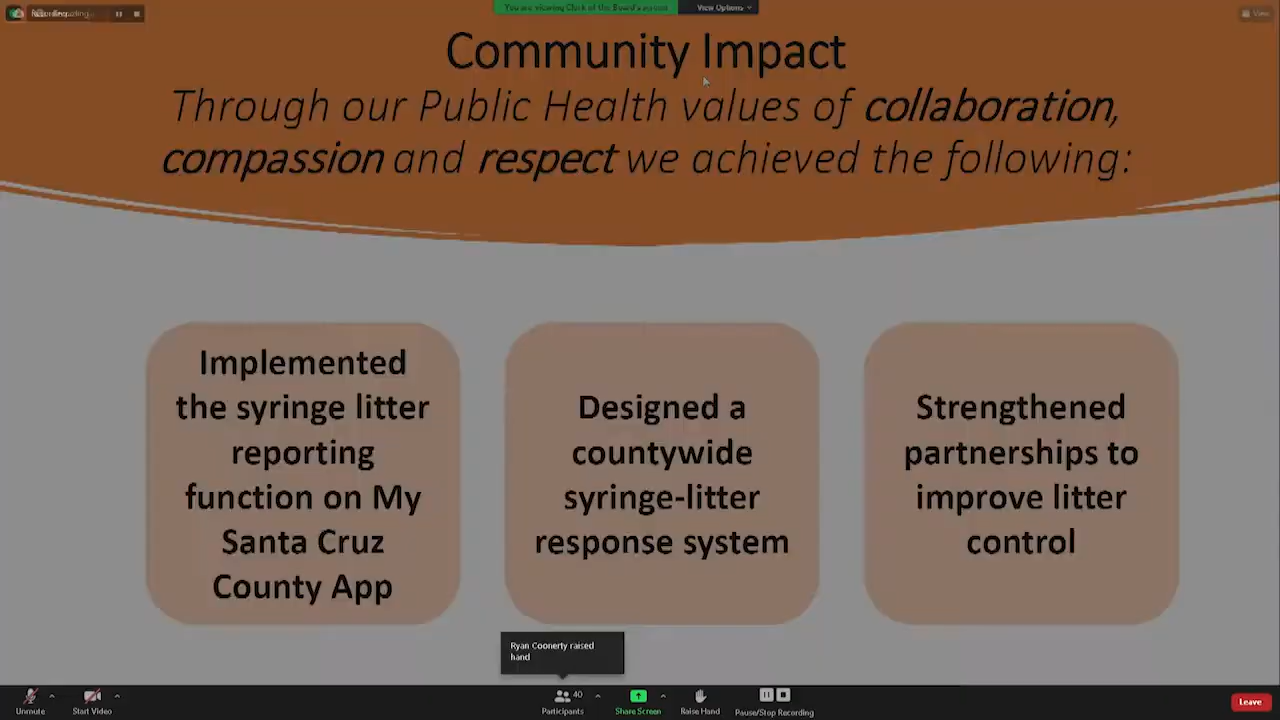 You are viewing Clerk of the Board's screen
View Options
View
Community Impact
Through our Public Health values of collaboration,
compassion and respect we achieved the following:
Implemented
the syringe litter
reporting
function on My
Santa Cruz
County App
Designed a
countywide
syringe-litter
response system
Strengthened
partnerships to
improve litter
control
Ryan Coonerty raised
hand
Unmute
Start Video
40
Participants
Share Screen
Raise Hand
Pause/Stop Recording
Leave